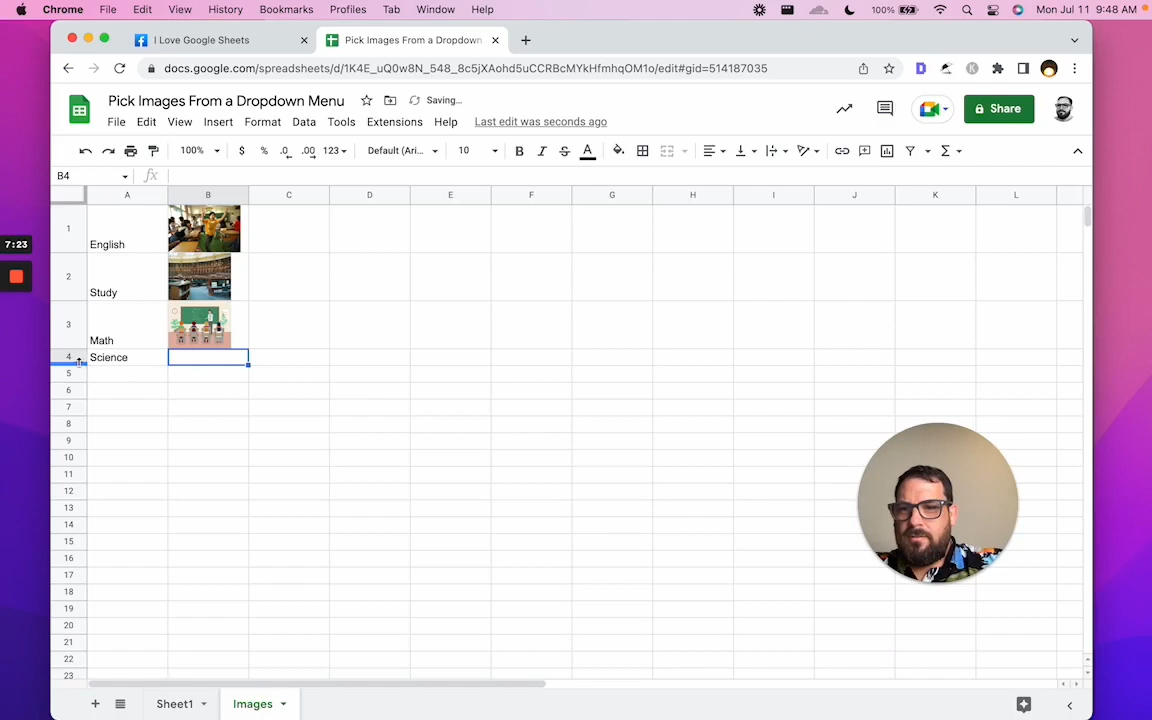 Chrome File Edit View History Bookmarks Profiles Tab Window Help 100% Mon Jul 11 9:48 AM
I Love Google Sheets × Pick Images From a Dropdown × +
docs.google.com/spreadsheets/d/1K4E_uQ0w8N_548_8c5jXAohd5uCCRBcMYkHfmhqOM1o/edit#gid=514187035
Pick Images From a Dropdown Menu Saving...
File Edit View Insert Format Data Tools Extensions Help Last edit was seconds ago
Share
100% $ % .0 .00 123 Default (Ari... 10 B I S A
B4 fx
A B C D E F G H I J K L
1 English
7:23
2 Study
3 Math
4 Science
5
6
7
8
9
10
11
12
13
14
15
16
17
18
19
20
21
22
23
+ Sheet1 Images